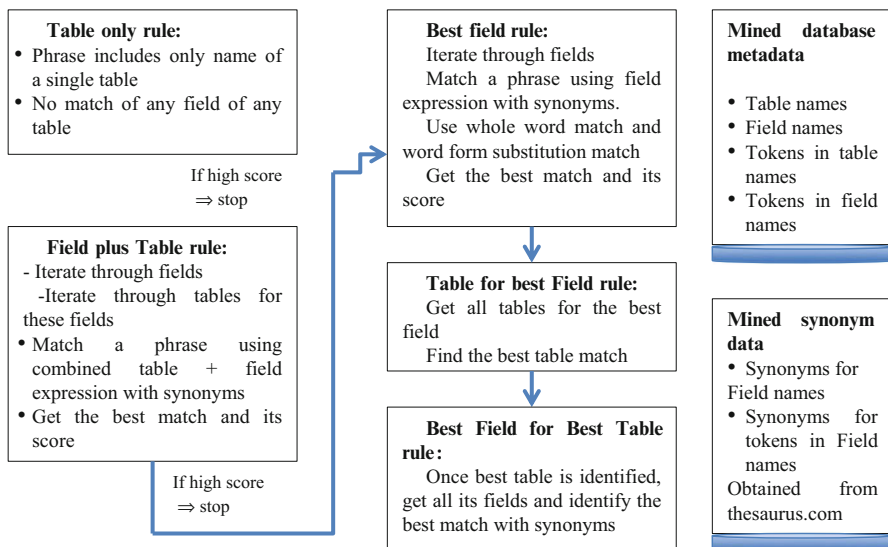 Table only rule:
• Phrase includes only name of
a single table
• No match of any field of any
table
If high score
⇒ stop
Field plus Table rule:
- Iterate through fields
-Iterate through tables for
these fields
• Match a phrase using
combined table + field
expression with synonyms
• Get the best match and its
score
If high score
⇒ stop
Best field rule:
Iterate through fields
Match a phrase using field
expression with synonyms.
Use whole word match and
word form substitution match
Get the best match and its
score
Table for best Field rule:
Get all tables for the best
field
Find the best table match
Best Field for Best Table
rule:
Once best table is identified,
get all its fields and identify the
best match with synonyms
Mined database
metadata
• Table names
• Field names
• Tokens in table
names
• Tokens in field
names
Mined synonym
data
• Synonyms for
Field names
• Synonyms for
tokens in Field
names
Obtained from
thesaurus.com